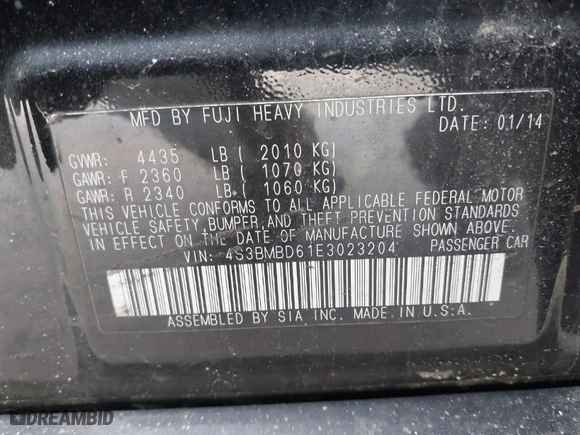 MFD BY FUJI HEAVY INDUSTRIES LTD.
DATE: 01/14
GVWR: 4435 LB ( 2010 KG)
GAWR: F 2360 LB ( 1070 KG)
GAWR: R 2340 LB ( 1060 KG)
THIS VEHICLE CONFORMS TO ALL APPLICABLE FEDERAL MOTOR
VEHICLE SAFETY, BUMPER, AND THEFT PREVENTION STANDARDS
IN EFFECT ON THE DATE OF MANUFACTURE SHOWN ABOVE.
VIN: 4S3BMBD61E3023204 PASSENGER CAR
ASSEMBLED BY SIA INC. MADE IN U.S.A.
DREAMBID